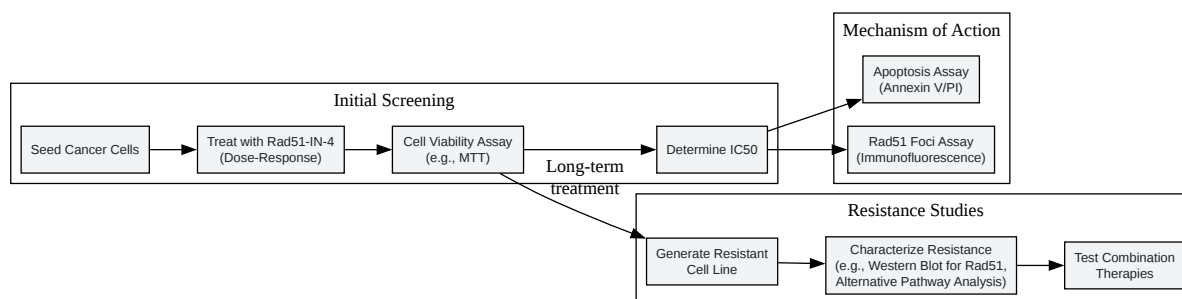 Mechanism of Action
Apoptosis Assay
(Annexin V/PI)
Rad51 Foci Assay
(Immunofluorescence)
Initial Screening
Seed Cancer Cells
Treat with Rad51-IN-4
(Dose-Response)
Cell Viability Assay
(e.g., MTT)
Determine IC50
Long-term
treatment
Resistance Studies
Generate Resistant
Cell Line
Characterize Resistance
(e.g., Western Blot for Rad51,
Alternative Pathway Analysis)
Test Combination
Therapies